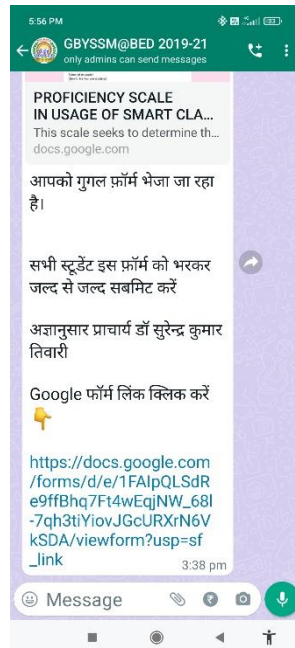 5:56 PM
GBYSSM@BED 2019-21
only admins can send messages
PROFICIENCY SCALE
IN USAGE OF SMART CLA...
This scale seeks to determine th...
docs.google.com
आपको गुगल फ़ॉर्म भेजा जा रहा
है।
सभी स्टूडेंट इस फ़ॉर्म को भरकर
जल्द से जल्द सबमिट करें
अज्ञानुसार प्राचार्य डॉ सुरेन्द्र कुमार
तिवारी
Google फॉर्म लिंक क्लिक करें
👇
https://docs.google.com
/forms/d/e/1FAIpQLSdR
e9ffBhq7Ft4wEqjNW_68l
-7qh3tiYiovJGcURXrN6V
kSDA/viewform?usp=sf
_link
3:38 pm
Message